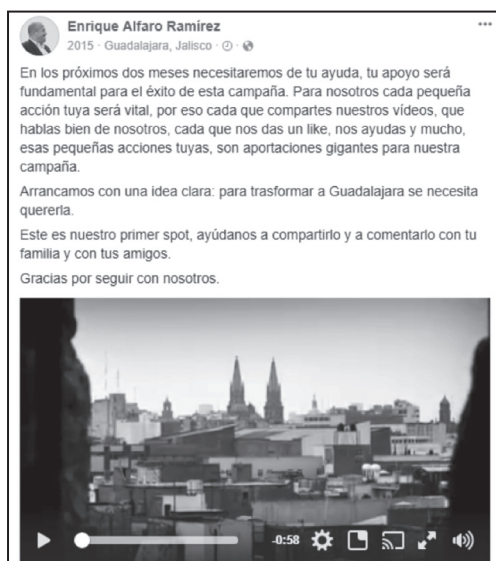 Enrique Alfaro Ramírez
2015 · Guadalajara, Jalisco ·
En los próximos dos meses necesitaremos de tu ayuda, tu apoyo será
fundamental para el éxito de esta campaña. Para nosotros cada pequeña
acción tuya será vital, por eso cada que compartes nuestros vídeos, que
hablas bien de nosotros, cada que nos das un like, nos ayudas y mucho,
esas pequeñas acciones tuyas, son aportaciones gigantes para nuestra
campaña.
Arrancamos con una idea clara: para trasformar a Guadalajara se necesita
quererla.
Este es nuestro primer spot, ayúdanos a compartirlo y a comentarlo con tu
familia y con tus amigos.
Gracias por seguir con nosotros.
-0:58